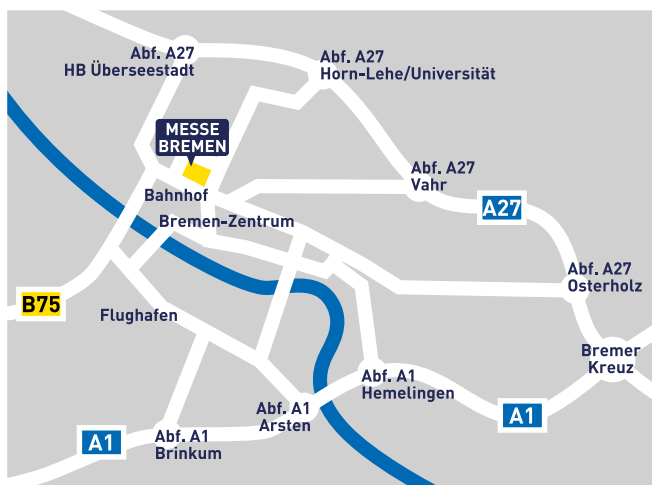 Abf. A27
HB Überseestadt
Abf. A27
Horn-Lehe/Universität
MESSE
BREMEN
Abf. A27
Vahr
Bahnhof
A27
Bremen-Zentrum
Abf. A27
Osterholz
B75
Flughafen
Bremer
Kreuz
Abf. A1
Hemelingen
Abf. A1
Arsten
A1
A1
Abf. A1
Brinkum